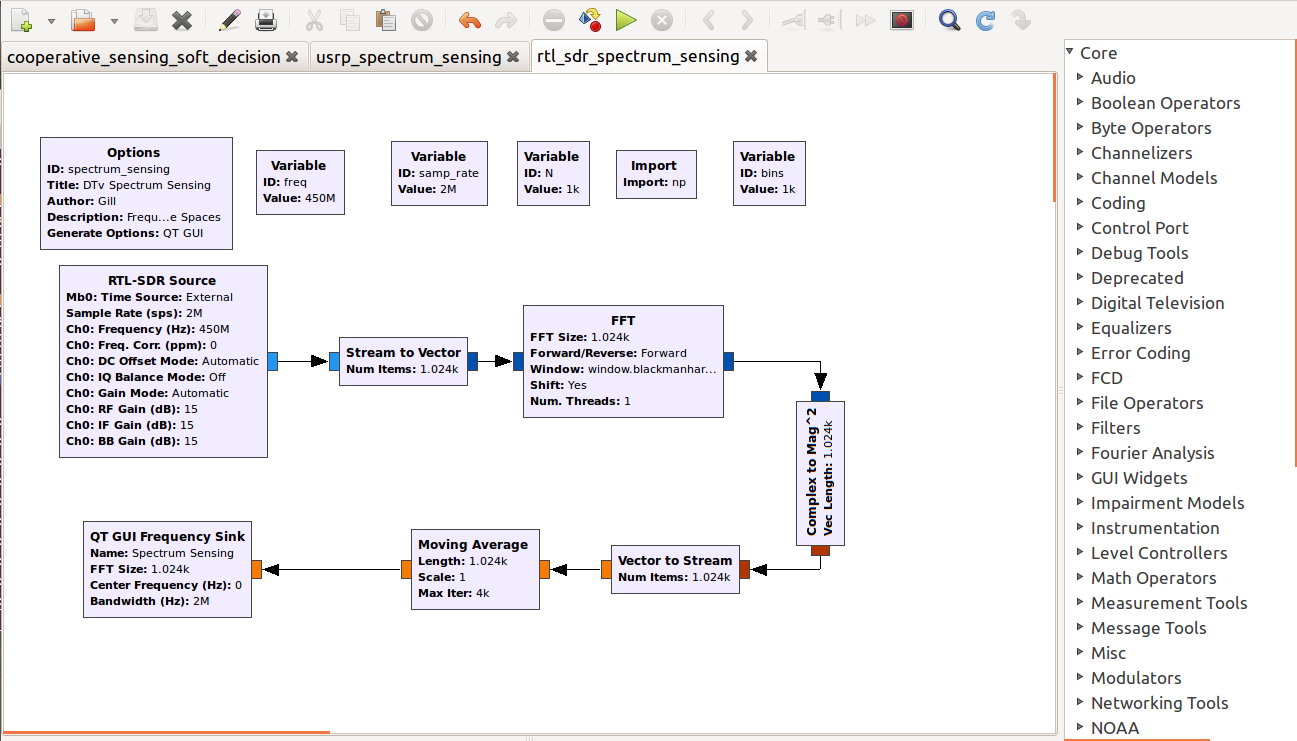 cooperative_sensing_soft_decision
usrp_spectrum_sensing
rtl_sdr_spectrum_sensing
Options
ID: spectrum_sensing
Title: DTv Spectrum Sensing
Author: Gill
Description: Frequ...e Spaces
Generate Options: QT GUI
Variable
ID: freq
Value: 450M
Variable
ID: samp_rate
Value: 2M
Variable
ID: N
Value: 1k
Import
Import: np
Variable
ID: bins
Value: 1k
RTL-SDR Source
Mb0: Time Source: External
Sample Rate (sps): 2M
Ch0: Frequency (Hz): 450M
Ch0: Freq. Corr. (ppm): 0
Ch0: DC Offset Mode: Automatic
Ch0: IQ Balance Mode: Off
Ch0: Gain Mode: Automatic
Ch0: RF Gain (dB): 15
Ch0: IF Gain (dB): 15
Ch0: BB Gain (dB): 15
Stream to Vector
Num Items: 1.024k
FFT
FFT Size: 1.024k
Forward/Reverse: Forward
Window: window.blackmanhar...
Shift: Yes
Num. Threads: 1
Complex to Mag^2
Vec Length: 1.024k
QT GUI Frequency Sink
Name: Spectrum Sensing
FFT Size: 1.024k
Center Frequency (Hz): 0
Bandwidth (Hz): 2M
Moving Average
Length: 1.024k
Scale: 1
Max Iter: 4k
Vector to Stream
Num Items: 1.024k
Core
Audio
Boolean Operators
Byte Operators
Channelizers
Channel Models
Coding
Control Port
Debug Tools
Deprecated
Digital Television
Equalizers
Error Coding
FCD
File Operators
Filters
Fourier Analysis
GUI Widgets
Impairment Models
Instrumentation
Level Controllers
Math Operators
Measurement Tools
Message Tools
Misc
Modulators
Networking Tools
NOAA